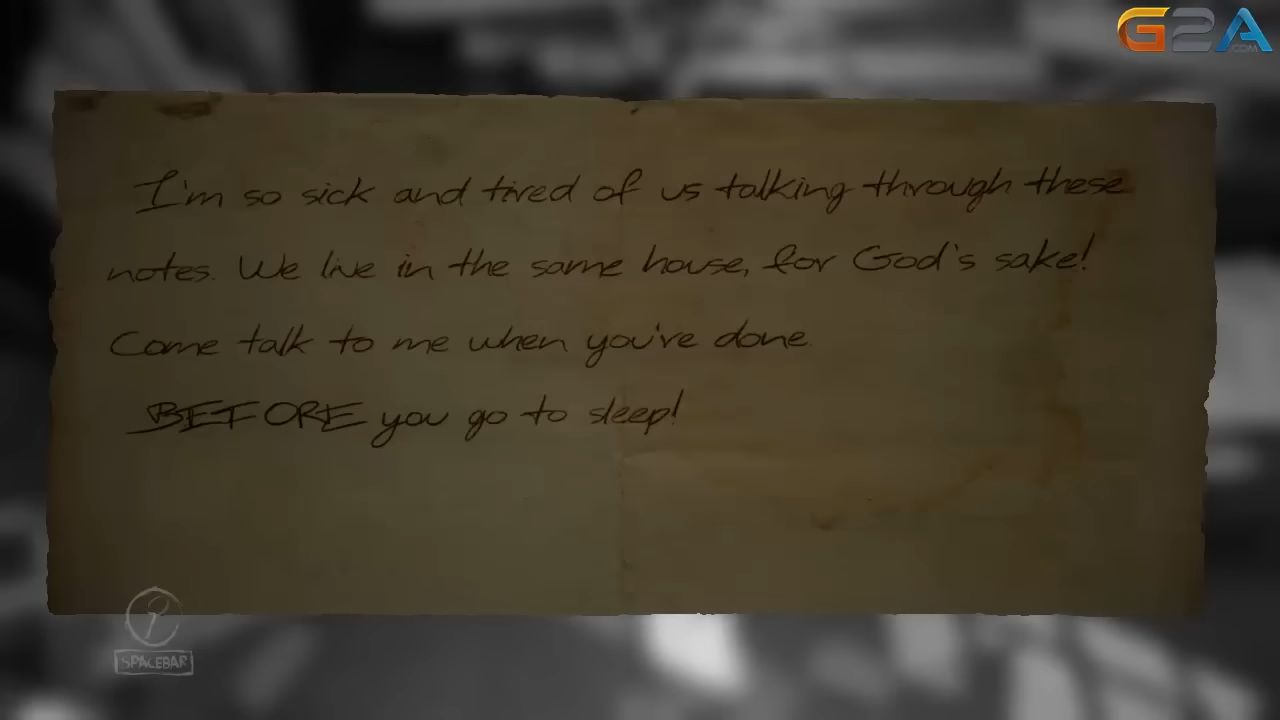 G2A
.COM
I'm so sick and tired of us talking through these
notes. We live in the same house, for God's sake!
Come talk to me when you're done.
BEFORE you go to sleep!
SPACEBAR